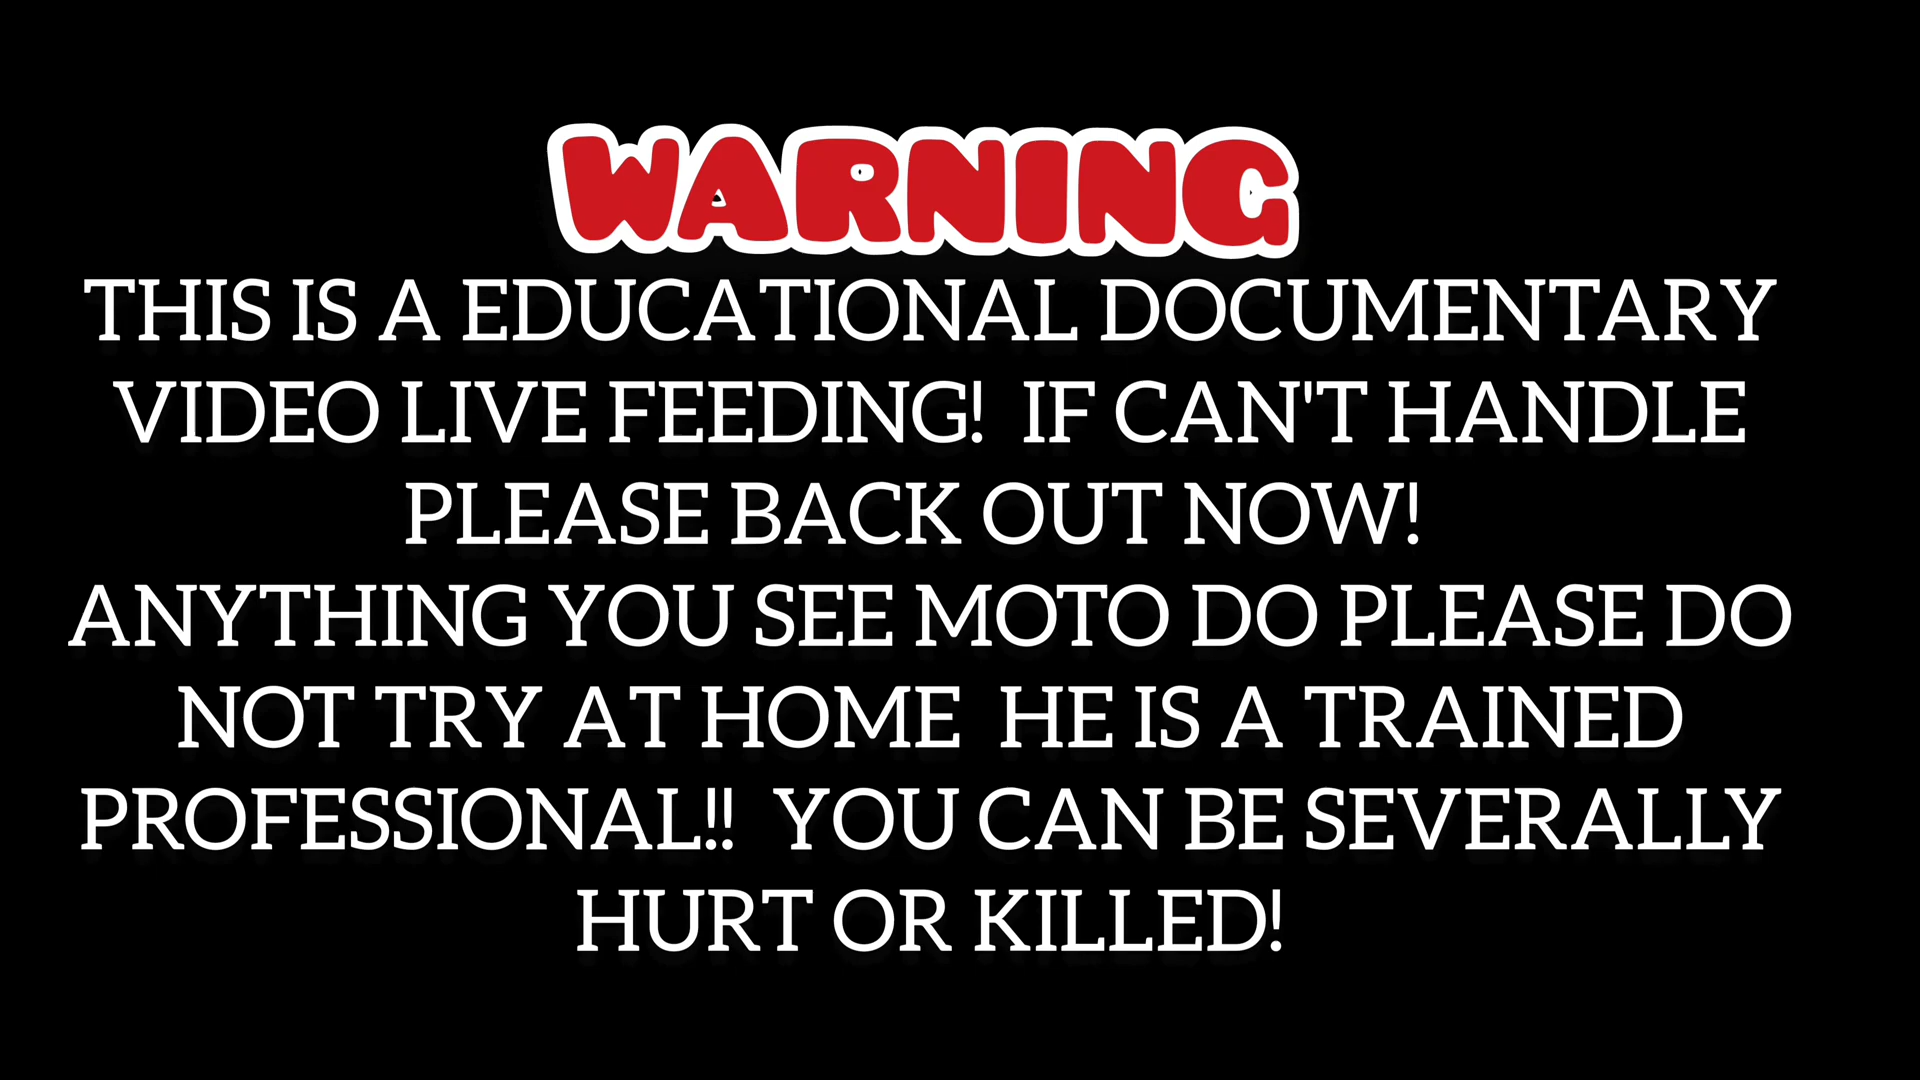 WARNING
THIS IS A EDUCATIONAL DOCUMENTARY
VIDEO LIVE FEEDING! IF CAN'T HANDLE
PLEASE BACK OUT NOW!
ANYTHING YOU SEE MOTO DO PLEASE DO
NOT TRY AT HOME HE IS A TRAINED
PROFESSIONAL!! YOU CAN BE SEVERALLY
HURT OR KILLED!